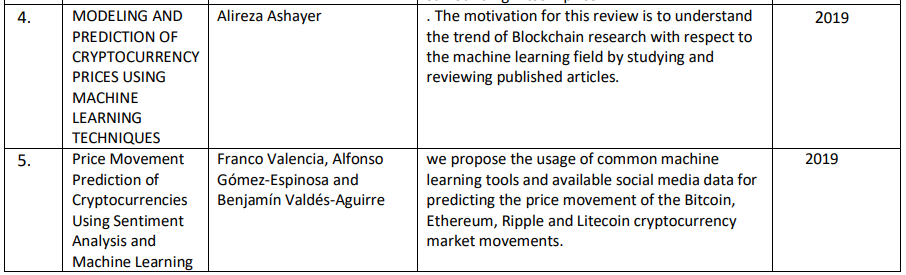 4.
MODELING AND
PREDICTION OF
CRYPTOCURRENCY
PRICES USING
MACHINE
LEARNING
TECHNIQUES
Alireza Ashayer
. The motivation for this review is to understand
the trend of Blockchain research with respect to
the machine learning field by studying and
reviewing published articles.
2019
5.
Price Movement
Prediction of
Cryptocurrencies
Using Sentiment
Analysis and
Machine Learning
Franco Valencia, Alfonso
Gómez-Espinosa and
Benjamín Valdés-Aguirre
we propose the usage of common machine
learning tools and available social media data for
predicting the price movement of the Bitcoin,
Ethereum, Ripple and Litecoin cryptocurrency
market movements.
2019